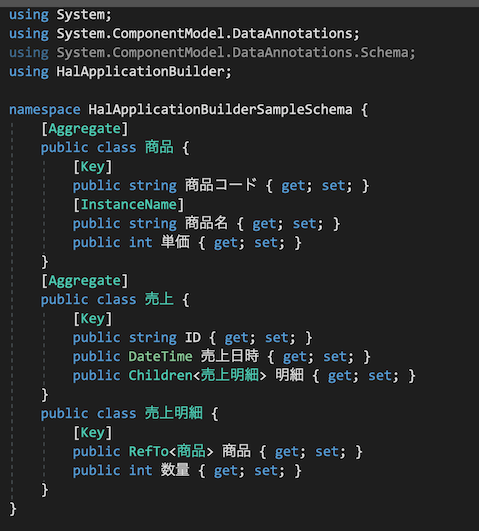 using System;
using System.ComponentModel.DataAnnotations;
using System.ComponentModel.DataAnnotations.Schema;
using HalApplicationBuilder;

namespace HalApplicationBuilderSampleSchema {
    [Aggregate]
    public class 商品 {
        [Key]
        public string 商品コード { get; set; }
        [InstanceName]
        public string 商品名 { get; set; }
        public int 単価 { get; set; }
    }
    [Aggregate]
    public class 売上 {
        [Key]
        public string ID { get; set; }
        public DateTime 売上日時 { get; set; }
        public Children<売上明細> 明細 { get; set; }
    }
    public class 売上明細 {
        [Key]
        public RefTo<商品> 商品 { get; set; }
        public int 数量 { get; set; }
    }
}